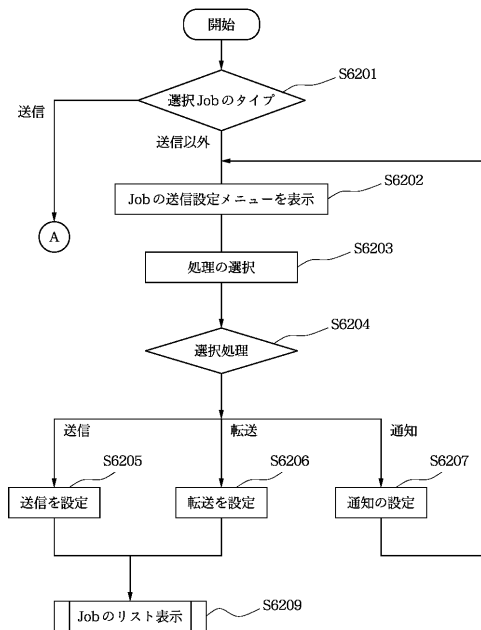 開始
S6201
選択Jobのタイプ
送信
送信以外
S6202
Jobの送信設定メニューを表示
A
S6203
処理の選択
S6204
選択処理
送信
転送
通知
S6205
S6206
S6207
送信を設定
転送を設定
通知の設定
S6209
Jobのリスト表示